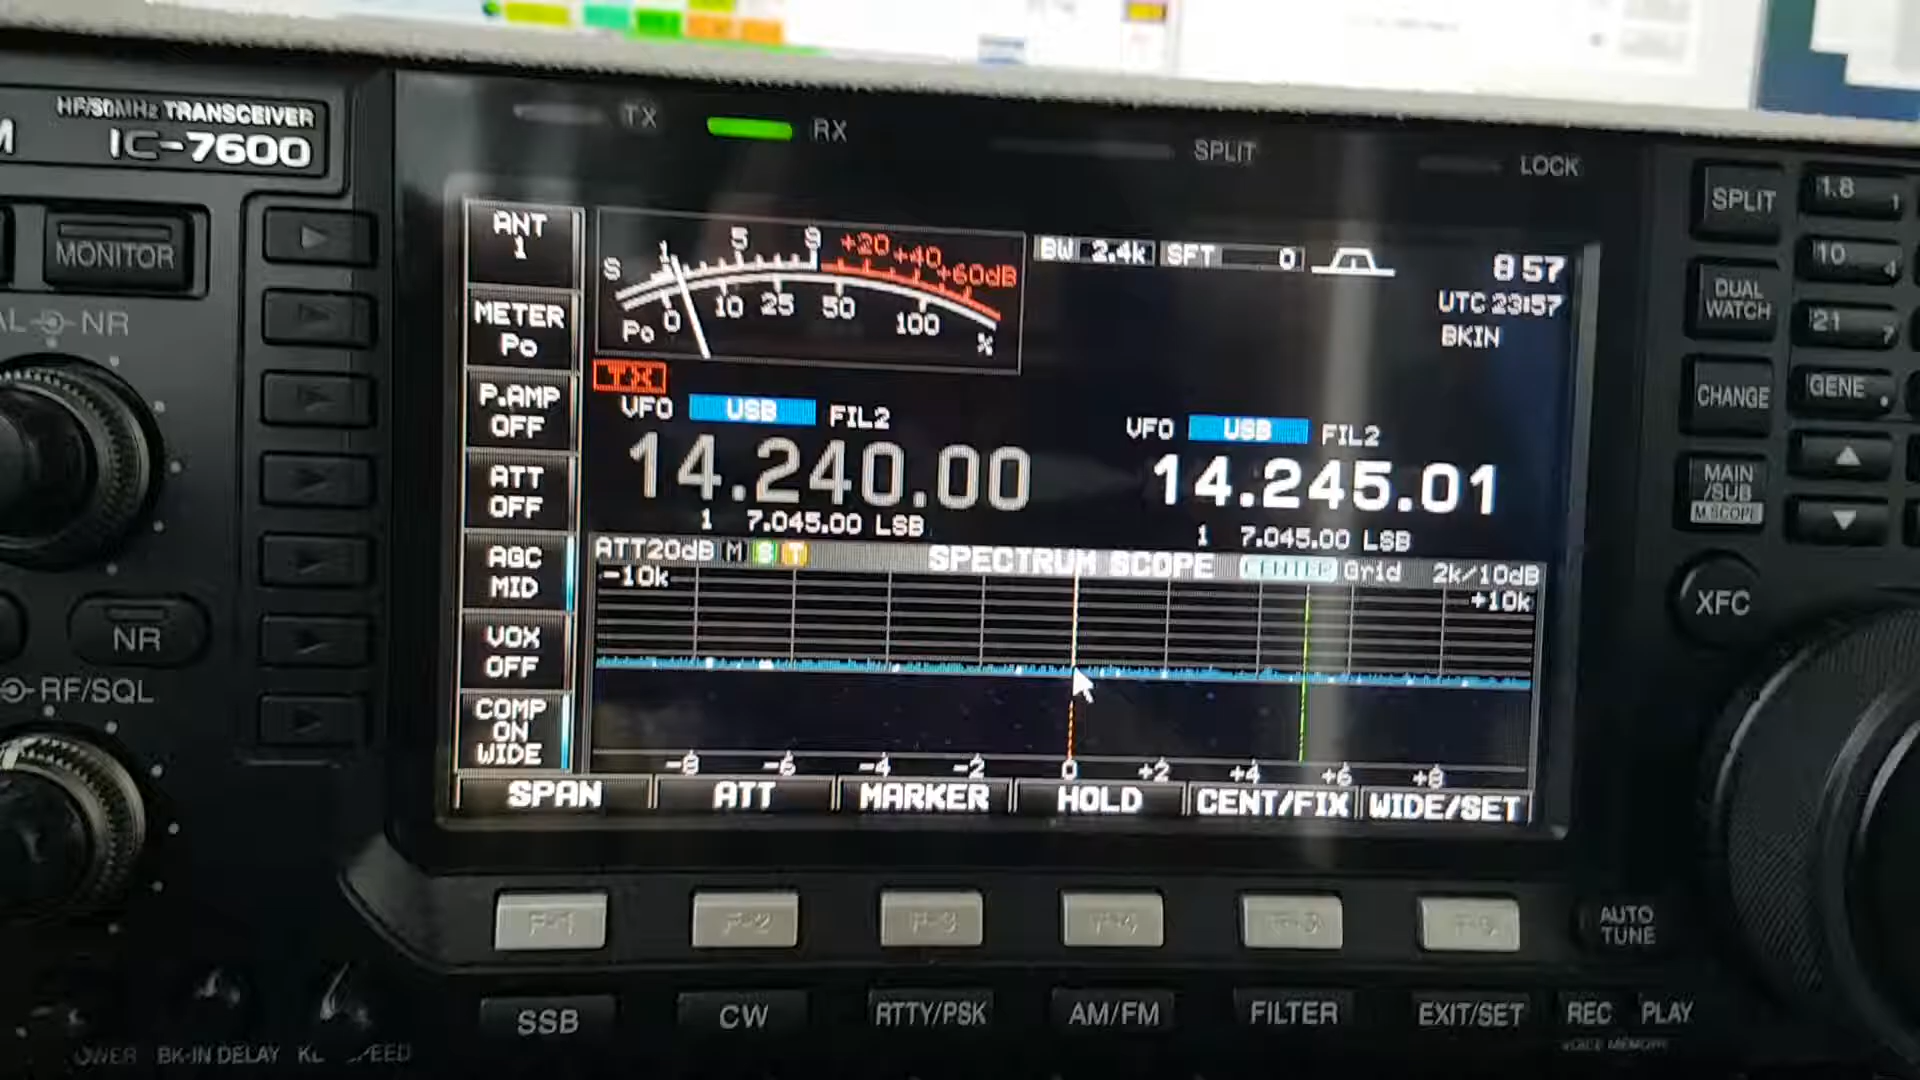 HF/50MHz TRANSCEIVER
IC-7600
TX
RX
SPLIT
LOCK
MONITOR
NR
NR
RF/SQL
ANT
1
METER
Po
P.AMP
OFF
ATT
OFF
AGC
MID
VOX
OFF
COMP
ON
WIDE
S 1 5 9 +20 +40 +60dB
Po 0 10 25 50 100 %
BW 2.4k SFT 0
8 57
UTC 23:57
BKIN
TX
VFO USB FIL2
14.240.00
1 7.045.00 LSB
VFO USB FIL2
14.245.01
1 7.045.00 LSB
ATT20dB M S T SPECTRUM SCOPE CENTER Grid 2k/10dB
-10k +10k
-8 -6 -4 -2 0 +2 +4 +6 +8
SPAN ATT MARKER HOLD CENT/FIX WIDE/SET
F-1 F-2 F-3 F-4
SSB CW RTTY/PSK AM/FM FILTER EXIT/SET REC PLAY
VOICE MEMORY
BK-IN DELAY
AUTO
TUNE
SPLIT
DUAL
WATCH
CHANGE
MAIN
/SUB
M.SCOPE
XFC
1.8 1
10 4
21 7
GENE .